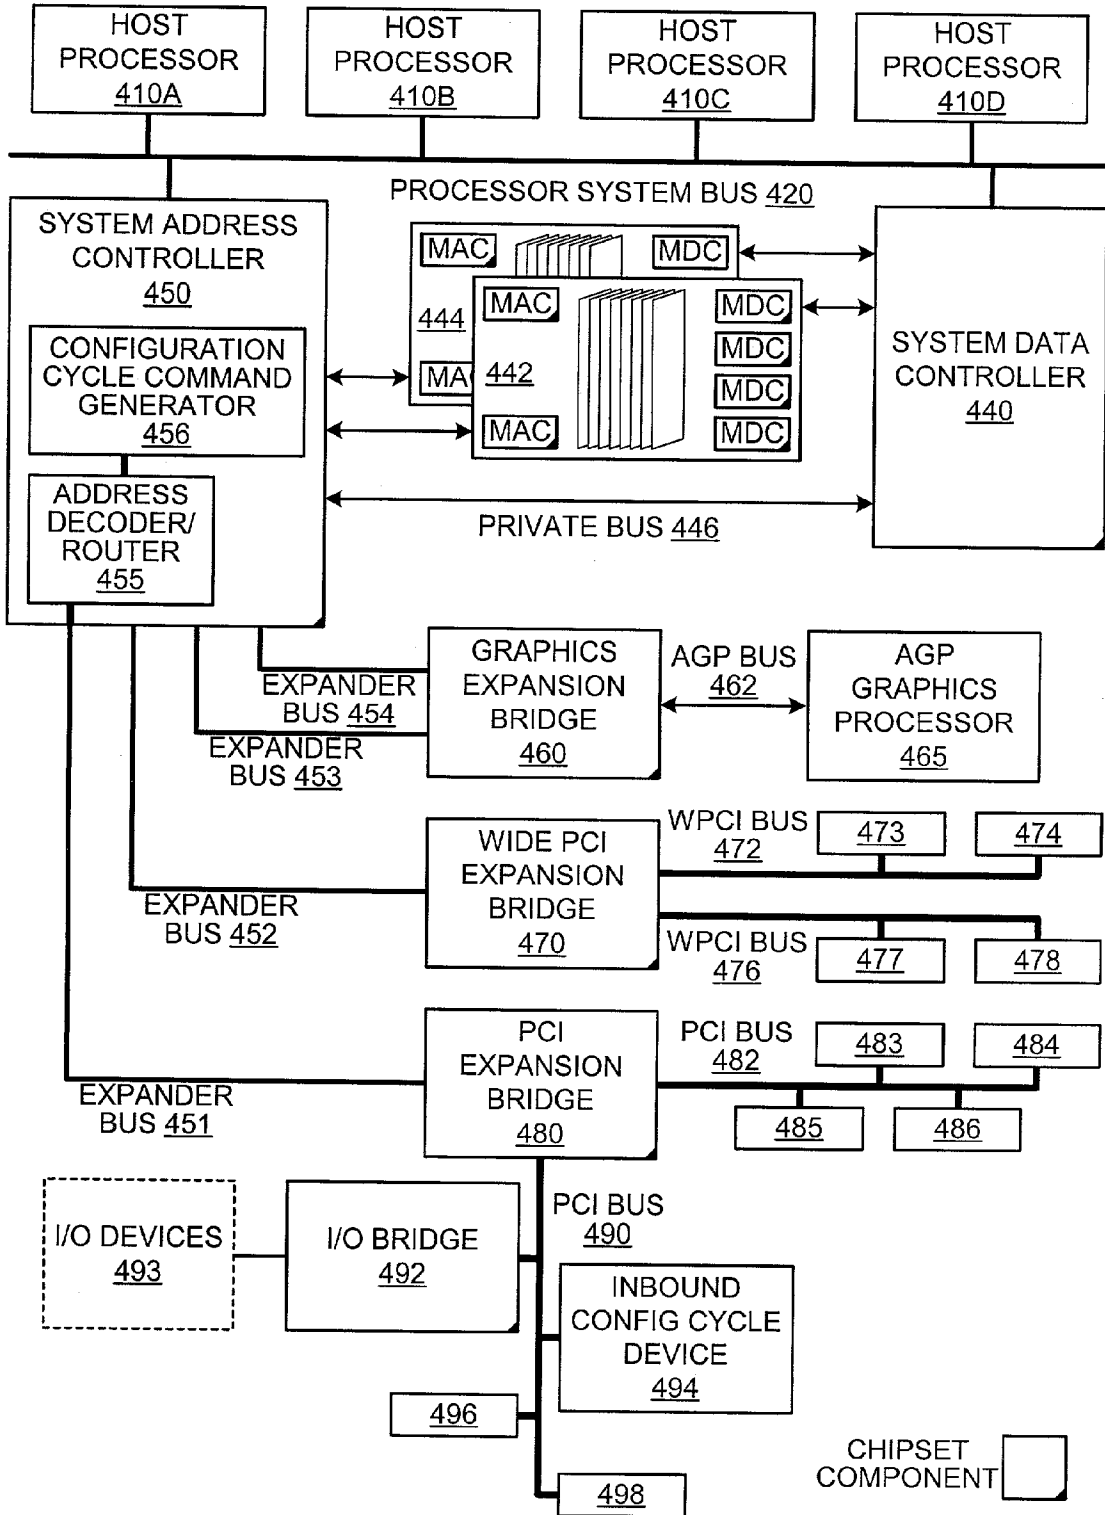 HOST
PROCESSOR
410A
HOST
PROCESSOR
410B
HOST
PROCESSOR
410C
HOST
PROCESSOR
410D
PROCESSOR SYSTEM BUS 420
SYSTEM ADDRESS
CONTROLLER
450
CONFIGURATION
CYCLE COMMAND
GENERATOR
456
ADDRESS
DECODER/
ROUTER
455
MAC
MDC
444
MAC
MAC
442
MAC
MDC
MDC
MDC
MDC
SYSTEM DATA
CONTROLLER
440
PRIVATE BUS 446
EXPANDER
BUS 454
EXPANDER
BUS 453
GRAPHICS
EXPANSION
BRIDGE
460
AGP BUS
462
AGP
GRAPHICS
PROCESSOR
465
EXPANDER
BUS 452
WIDE PCI
EXPANSION
BRIDGE
470
WPCI BUS
472
473
474
WPCI BUS
476
477
478
EXPANDER
BUS 451
PCI
EXPANSION
BRIDGE
480
PCI BUS
482
483
484
485
486
PCI BUS
490
I/O DEVICES
493
I/O BRIDGE
492
INBOUND
CONFIG CYCLE
DEVICE
494
496
498
CHIPSET
COMPONENT